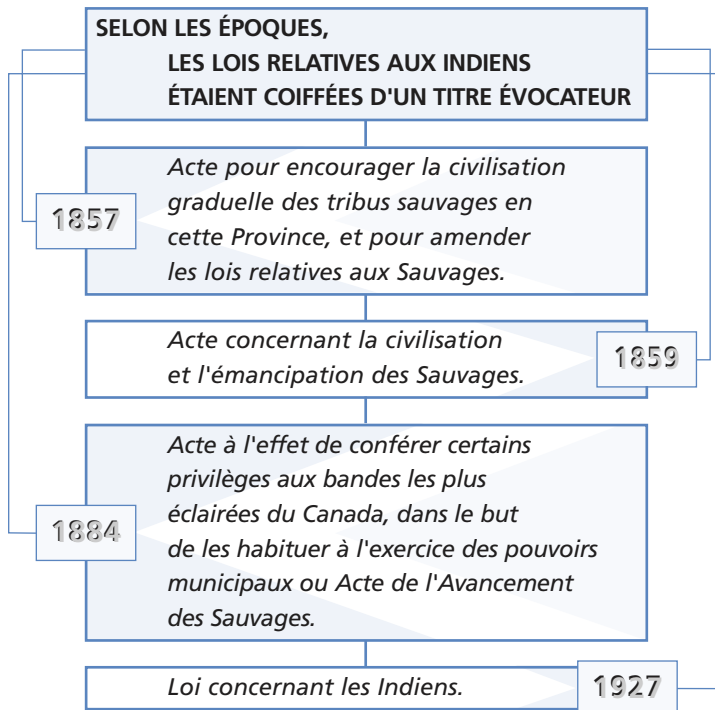 SELON LES ÉPOQUES,
LES LOIS RELATIVES AUX INDIENS
ÉTAIENT COIFFÉES D'UN TITRE ÉVOCATEUR
Acte pour encourager la civilisation
graduelle des tribus sauvages en
cette Province, et pour amender
les lois relatives aux Sauvages.
1857
Acte concernant la civilisation
et l'émancipation des Sauvages.
1859
Acte à l'effet de conférer certains
privilèges aux bandes les plus
éclairées du Canada, dans le but
de les habituer à l'exercice des pouvoirs
municipaux ou Acte de l'Avancement
des Sauvages.
1884
Loi concernant les Indiens.
1927